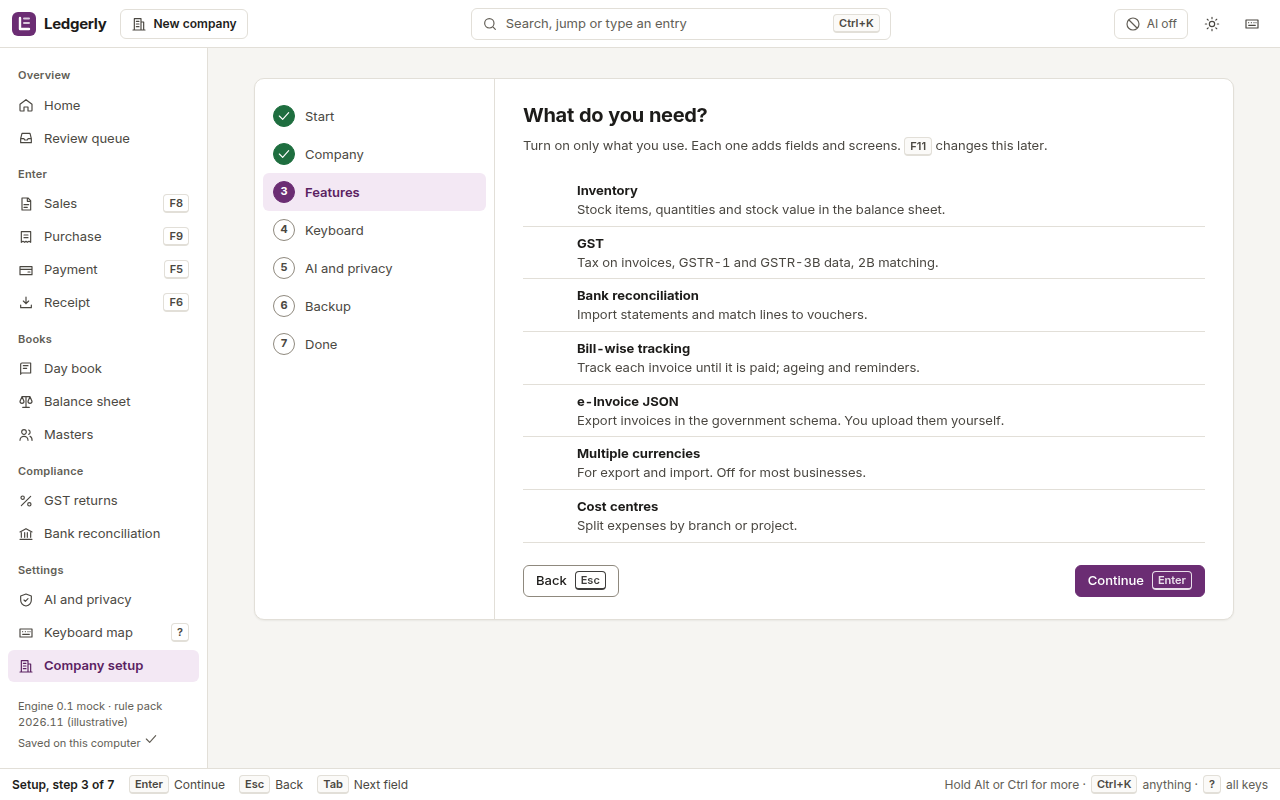 Ledgerly
New company
Search, jump or type an entry
Ctrl+K
AI off
Overview
Home
Review queue
Enter
Sales F8
Purchase F9
Payment F5
Receipt F6
Books
Day book
Balance sheet
Masters
Compliance
GST returns
Bank reconciliation
Settings
AI and privacy
Keyboard map ?
Company setup
Engine 0.1 mock · rule pack
2026.11 (illustrative)
Saved on this computer
Start
Company
3 Features
4 Keyboard
5 AI and privacy
6 Backup
7 Done
What do you need?
Turn on only what you use. Each one adds fields and screens. F11 changes this later.
Inventory
Stock items, quantities and stock value in the balance sheet.
GST
Tax on invoices, GSTR-1 and GSTR-3B data, 2B matching.
Bank reconciliation
Import statements and match lines to vouchers.
Bill-wise tracking
Track each invoice until it is paid; ageing and reminders.
e-Invoice JSON
Export invoices in the government schema. You upload them yourself.
Multiple currencies
For export and import. Off for most businesses.
Cost centres
Split expenses by branch or project.
Back Esc
Continue Enter
Setup, step 3 of 7 Enter Continue Esc Back Tab Next field
Hold Alt or Ctrl for more · Ctrl+K anything · ? all keys